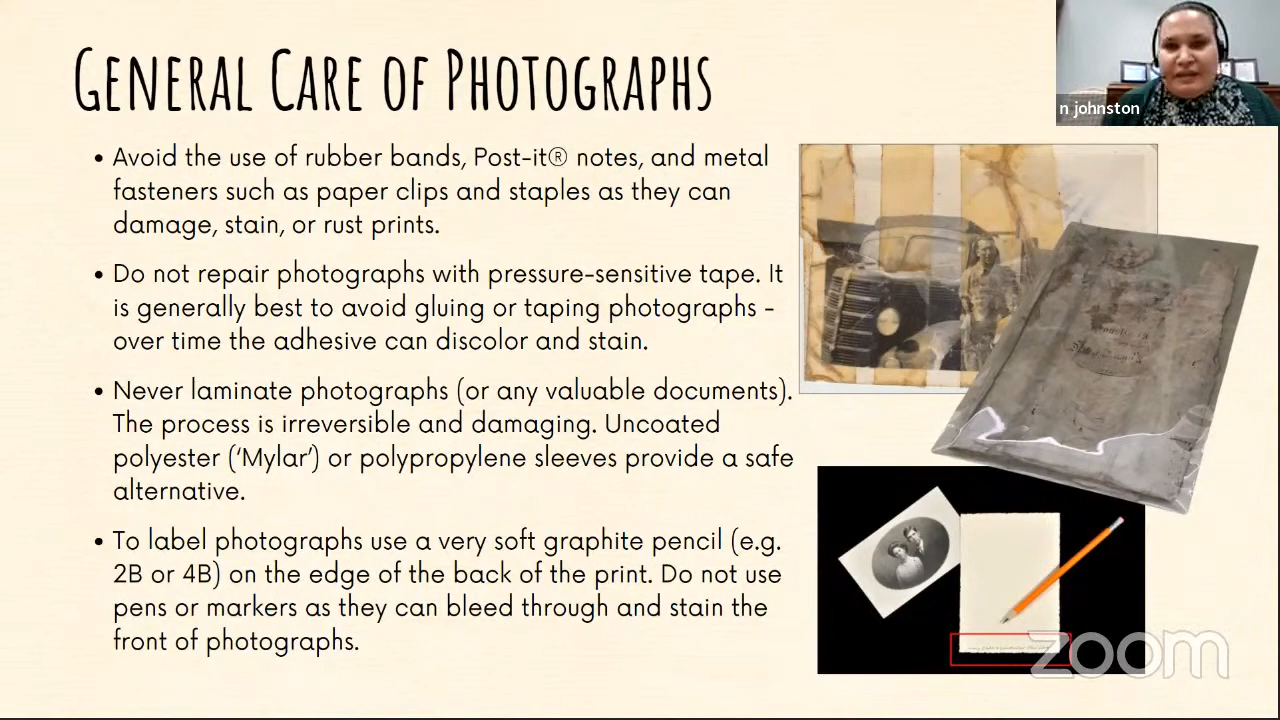 GENERAL CARE OF PHOTOGRAPHS
n johnston
• Avoid the use of rubber bands, Post-it® notes, and metal
fasteners such as paper clips and staples as they can
damage, stain, or rust prints.
• Do not repair photographs with pressure-sensitive tape. It
is generally best to avoid gluing or taping photographs -
over time the adhesive can discolor and stain.
• Never laminate photographs (or any valuable documents).
The process is irreversible and damaging. Uncoated
polyester ('Mylar') or polypropylene sleeves provide a safe
alternative.
• To label photographs use a very soft graphite pencil (e.g.
2B or 4B) on the edge of the back of the print. Do not use
pens or markers as they can bleed through and stain the
front of photographs.
zoom